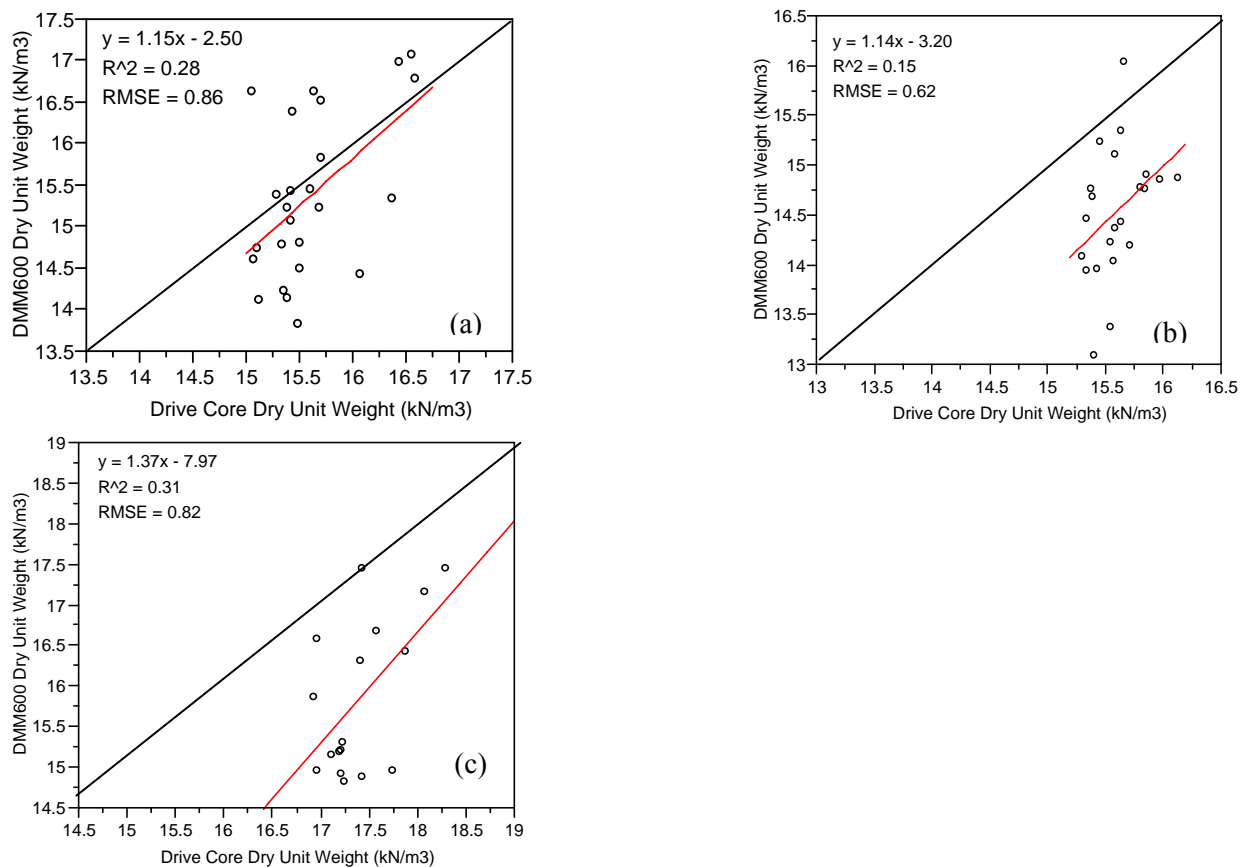 17.5
17
16.5
16
15.5
15
14.5
14
13.5
DMM600 Dry Unit Weight (kN/m3)
y = 1.15x - 2.50
R^2 = 0.28
RMSE = 0.86
(a)
13.5 14 14.5 15 15.5 16 16.5 17 17.5
Drive Core Dry Unit Weight (kN/m3)
16.5
16
15.5
15
14.5
14
13.5
13
DMM600 Dry Unit Weight (kN/m3)
y = 1.14x - 3.20
R^2 = 0.15
RMSE = 0.62
(b)
13 13.5 14 14.5 15 15.5 16 16.5
Drive Core Dry Unit Weight (kN/m3)
19
18.5
18
17.5
17
16.5
16
15.5
15
14.5
DMM600 Dry Unit Weight (kN/m3)
y = 1.37x - 7.97
R^2 = 0.31
RMSE = 0.82
(c)
14.5 15 15.5 16 16.5 17 17.5 18 18.5 19
Drive Core Dry Unit Weight (kN/m3)